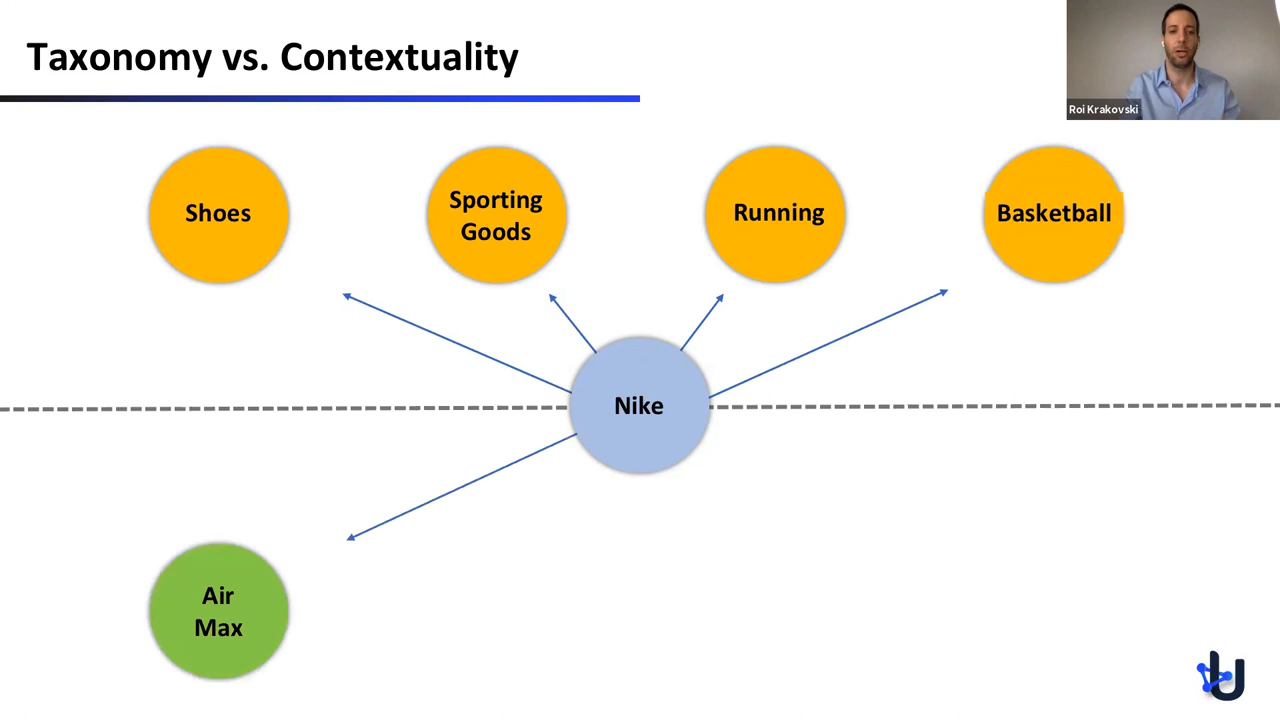 Taxonomy vs. Contextuality
Roi Krakovski
Shoes
Sporting
Goods
Running
Basketball
Nike
Air
Max